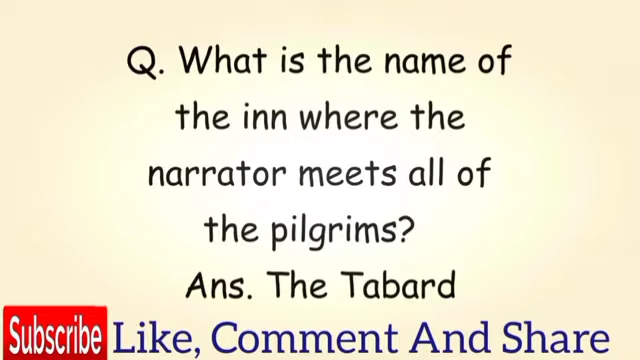 Q. What is the name of
the inn where the
narrator meets all of
the pilgrims?
Ans. The Tabard
Subscribe Like, Comment And Share